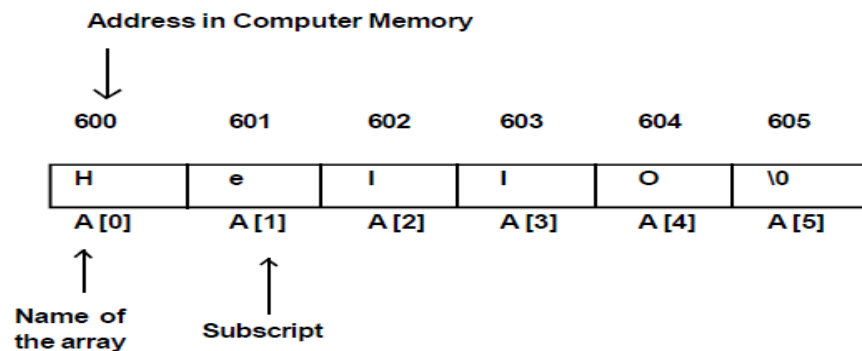 Address in Computer Memory
600 601 602 603 604 605
H e l l O \0
A [0] A [1] A [2] A [3] A [4] A [5]
Name of
the array
Subscript